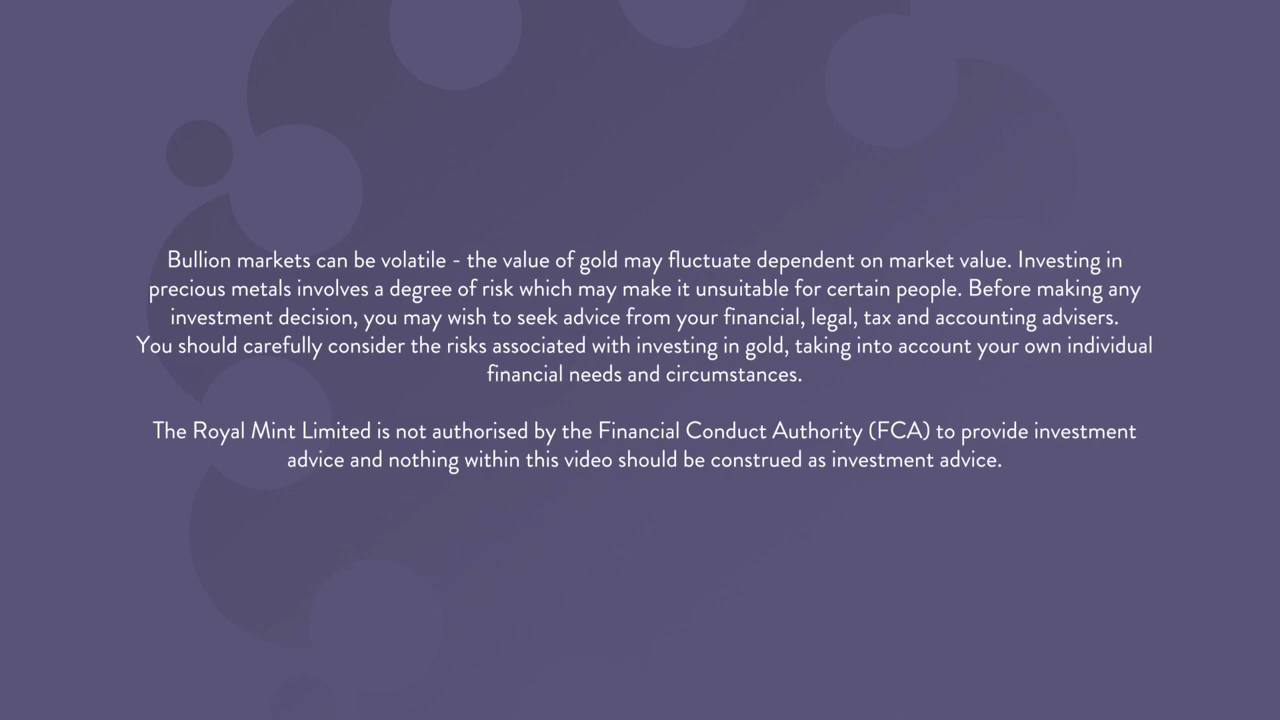 Bullion markets can be volatile - the value of gold may fluctuate dependent on market value. Investing in
precious metals involves a degree of risk which may make it unsuitable for certain people. Before making any
investment decision, you may wish to seek advice from your financial, legal, tax and accounting advisers.
You should carefully consider the risks associated with investing in gold, taking into account your own individual
financial needs and circumstances.
The Royal Mint Limited is not authorised by the Financial Conduct Authority (FCA) to provide investment
advice and nothing within this video should be construed as investment advice.